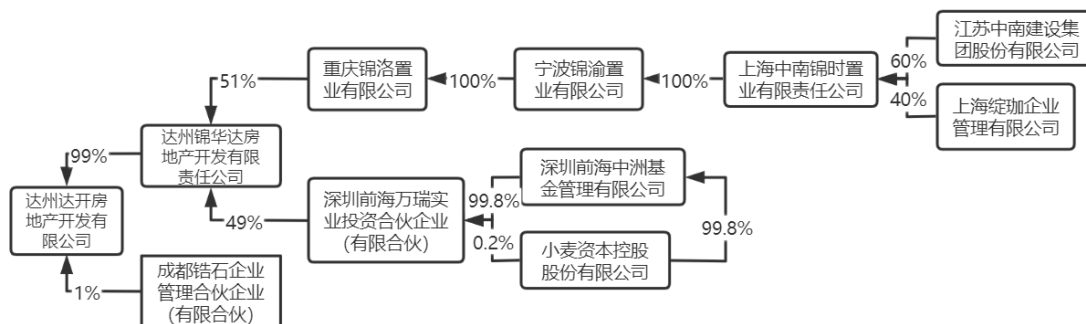 江苏中南建设集
团股份有限公司
60%
重庆锦洛置
业有限公司
100%
宁波锦渝置
业有限公司
100%
上海中南锦时置
业有限责任公司
51%
40%
上海绽珈企业
管理有限公司
达州锦华达房
地产开发有限
责任公司
99%
深圳前海中洲基
金管理有限公司
达州达开房
地产开发有
限公司
49%
深圳前海万瑞实
业投资合伙企业
(有限合伙)
99.8%
0.2%
99.8%
小麦资本控股
股份有限公司
成都锆石企业
管理合伙企业
(有限合伙)
1%